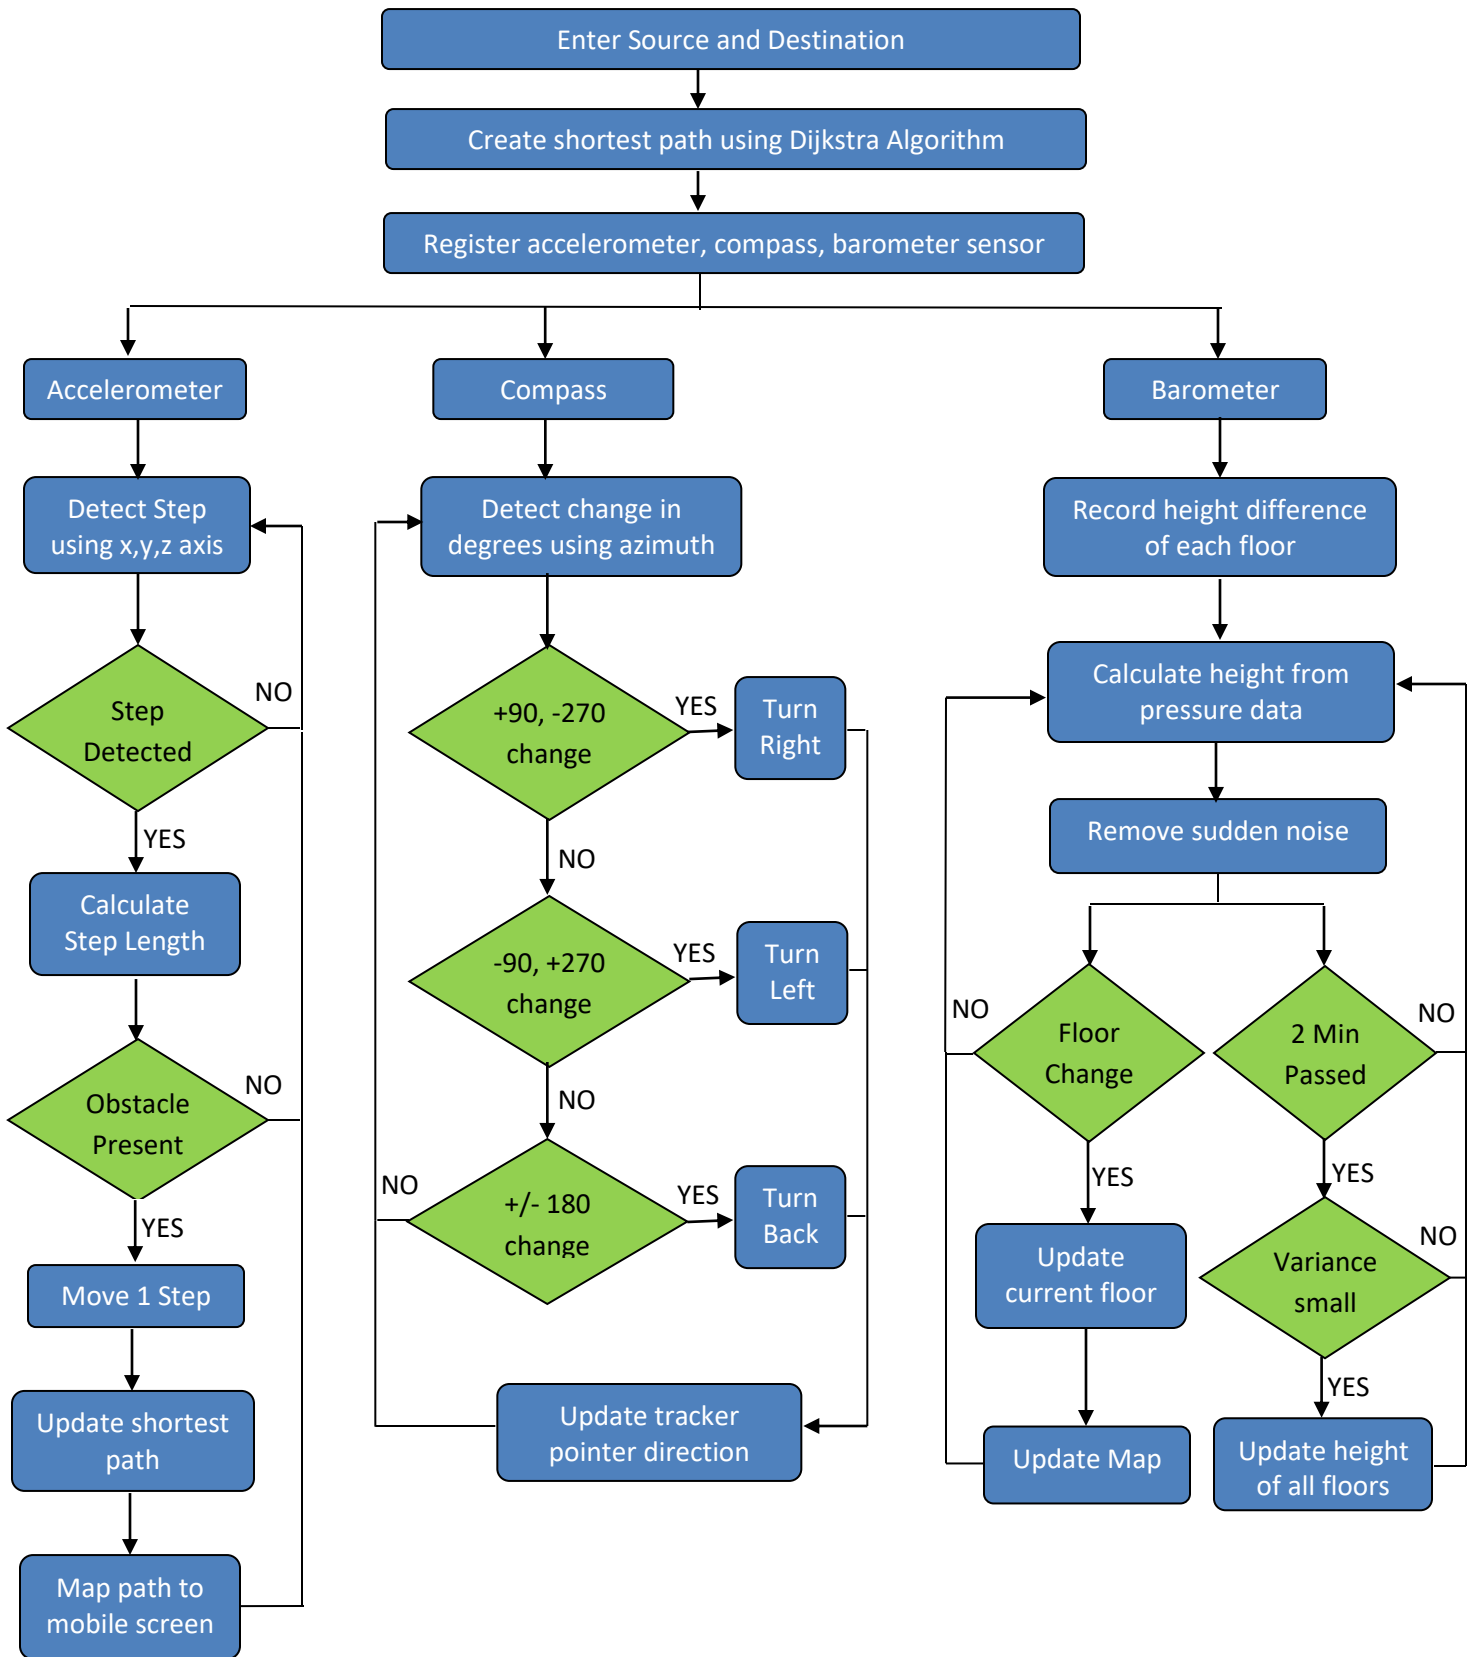 Enter Source and Destination
Create shortest path using Dijkstra Algorithm
Register accelerometer, compass, barometer sensor
Accelerometer
Compass
Barometer
Detect Step
using x,y,z axis
Detect change in
degrees using azimuth
Record height difference
of each floor
Step
Detected
NO
YES
Calculate
Step Length
Obstacle
Present
NO
YES
Move 1 Step
Update shortest
path
Map path to
mobile screen
+90, -270
change
YES
Turn
Right
NO
-90, +270
change
YES
Turn
Left
NO
+/- 180
change
NO
YES
Turn
Back
Update tracker
pointer direction
Calculate height from
pressure data
Remove sudden noise
Floor
Change
NO
YES
Update
current floor
Update Map
2 Min
Passed
NO
YES
Variance
small
NO
YES
Update height
of all floors